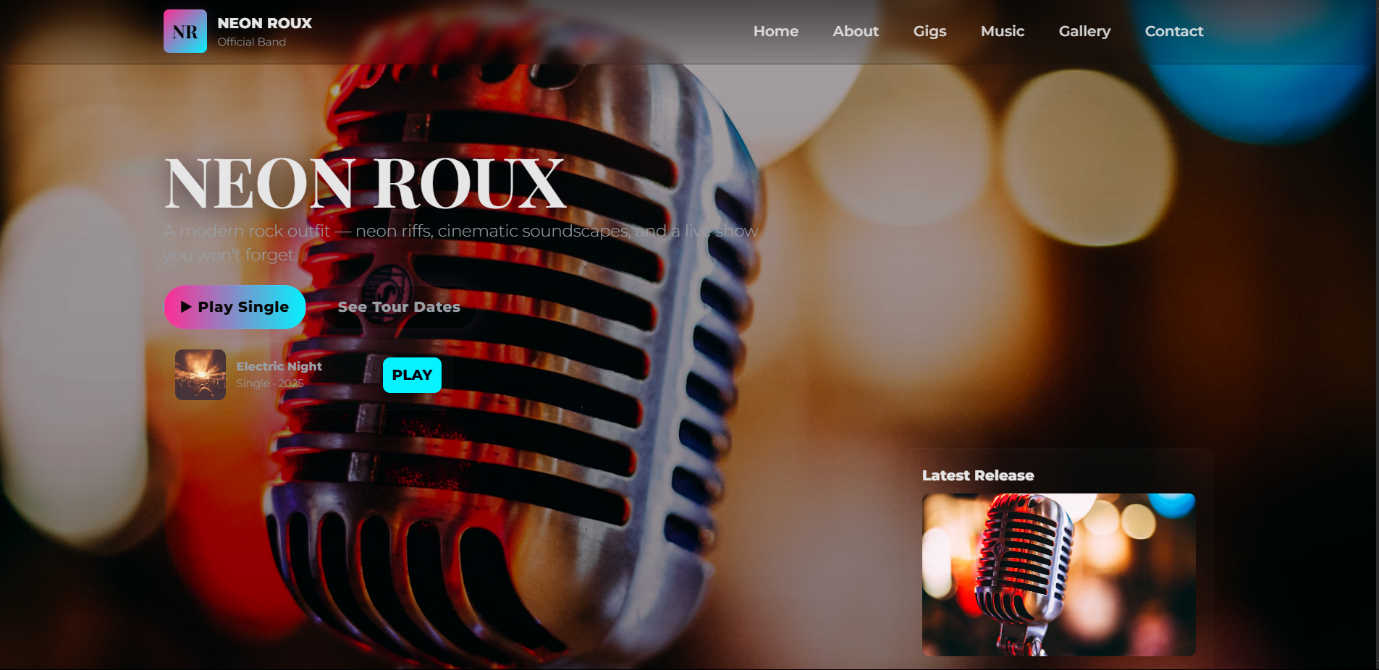 NR
NEON ROUX
Official Band
Home About Gigs Music Gallery Contact
NEON ROUX
A modern rock outfit — neon riffs, cinematic soundscapes, and a live show
you won't forget.
▶ Play Single
See Tour Dates
Electric Night
Single • 2025
PLAY
Latest Release